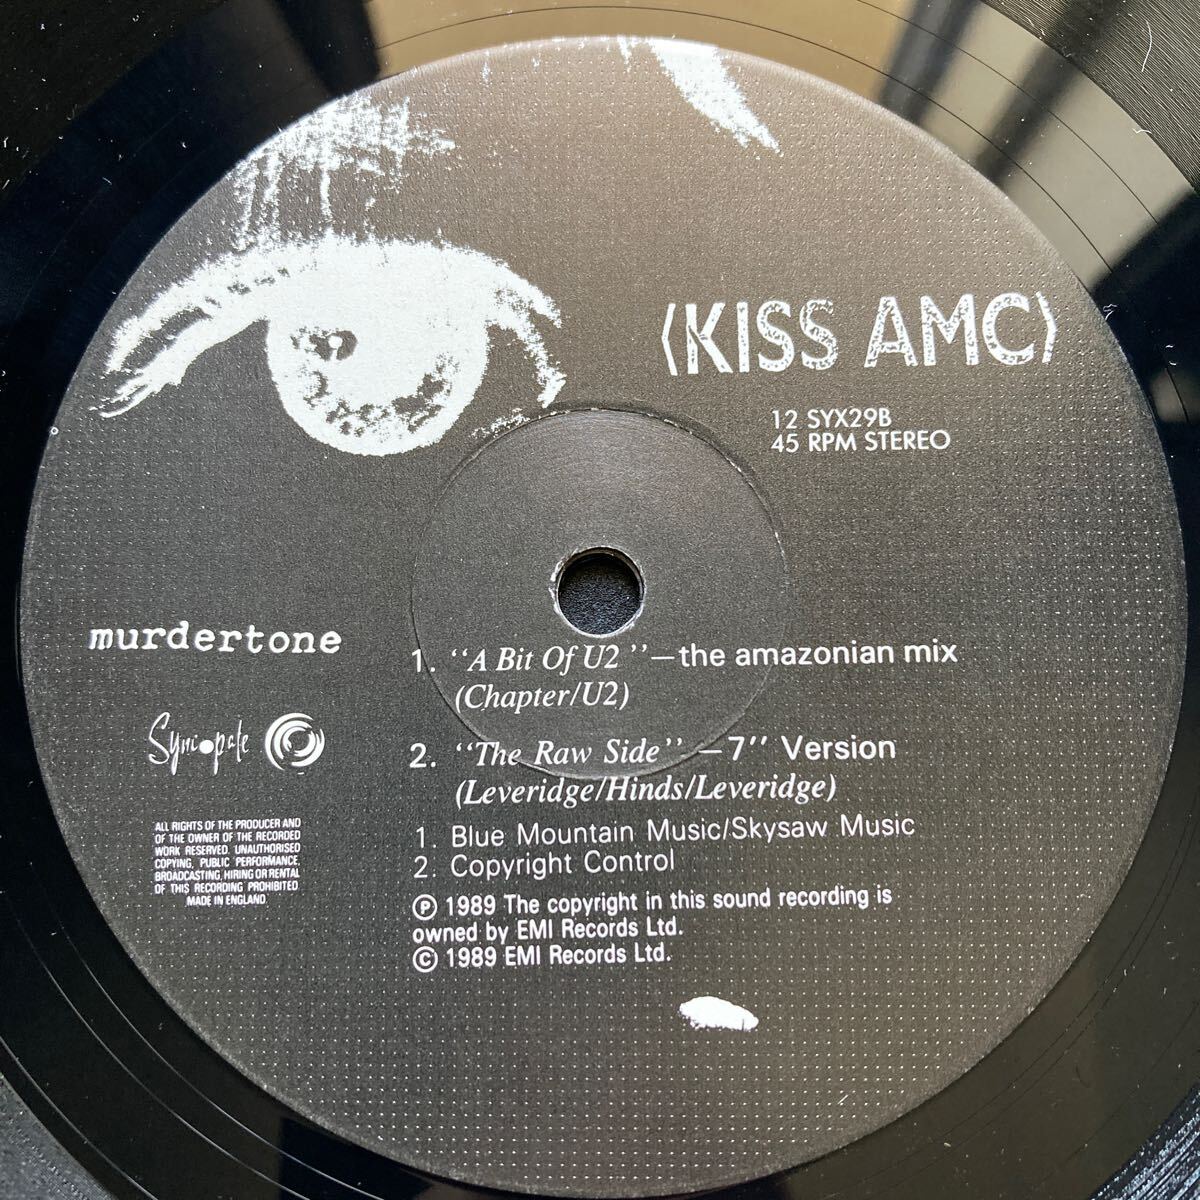 (KISS AMC)
12 SYX29B
45 RPM STEREO
murdertone
1. "A Bit Of U2"—the amazonian mix
(Chapter/U2)
Syncopate
2. "The Raw Side"—7" Version
(Leveridge/Hinds/Leveridge)
1. Blue Mountain Music/Skysaw Music
2. Copyright Control
Ⓟ 1989 The copyright in this sound recording is
owned by EMI Records Ltd.
© 1989 EMI Records Ltd.
ALL RIGHTS OF THE PRODUCER AND
OF THE OWNER OF THE RECORDED
WORK RESERVED. UNAUTHORISED
COPYING, PUBLIC PERFORMANCE,
BROADCASTING, HIRING OR RENTAL
OF THIS RECORDING PROHIBITED.
MADE IN ENGLAND